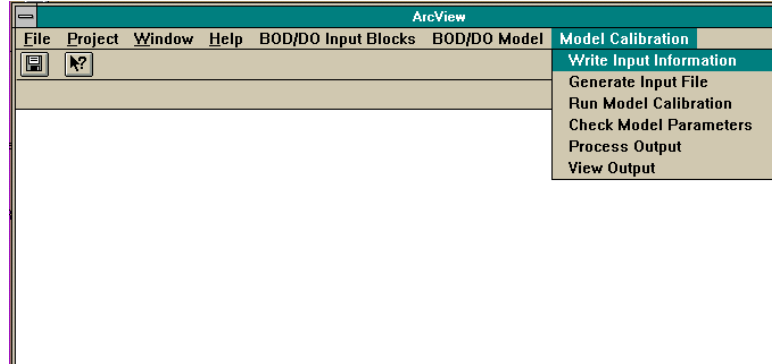 ArcView
File Project Window Help BOD/DO Input Blocks BOD/DO Model Model Calibration
Write Input Information
Generate Input File
Run Model Calibration
Check Model Parameters
Process Output
View Output